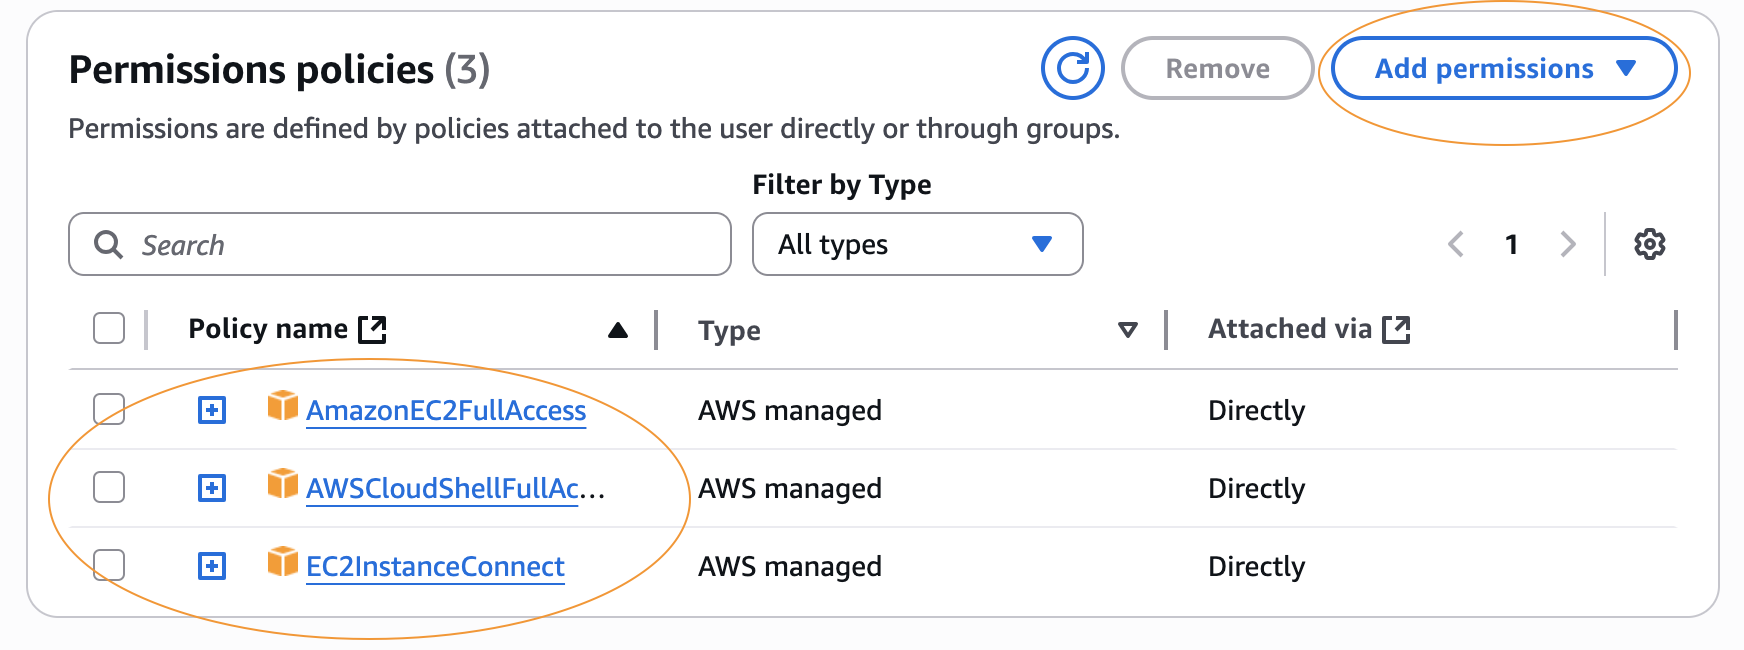 Permissions policies (3)
Remove
Add permissions
Permissions are defined by policies attached to the user directly or through groups.
Filter by Type
Search
All types
1
Policy name
Type
Attached via
AmazonEC2FullAccess
AWS managed
Directly
AWSCloudShellFullAc...
AWS managed
Directly
EC2InstanceConnect
AWS managed
Directly